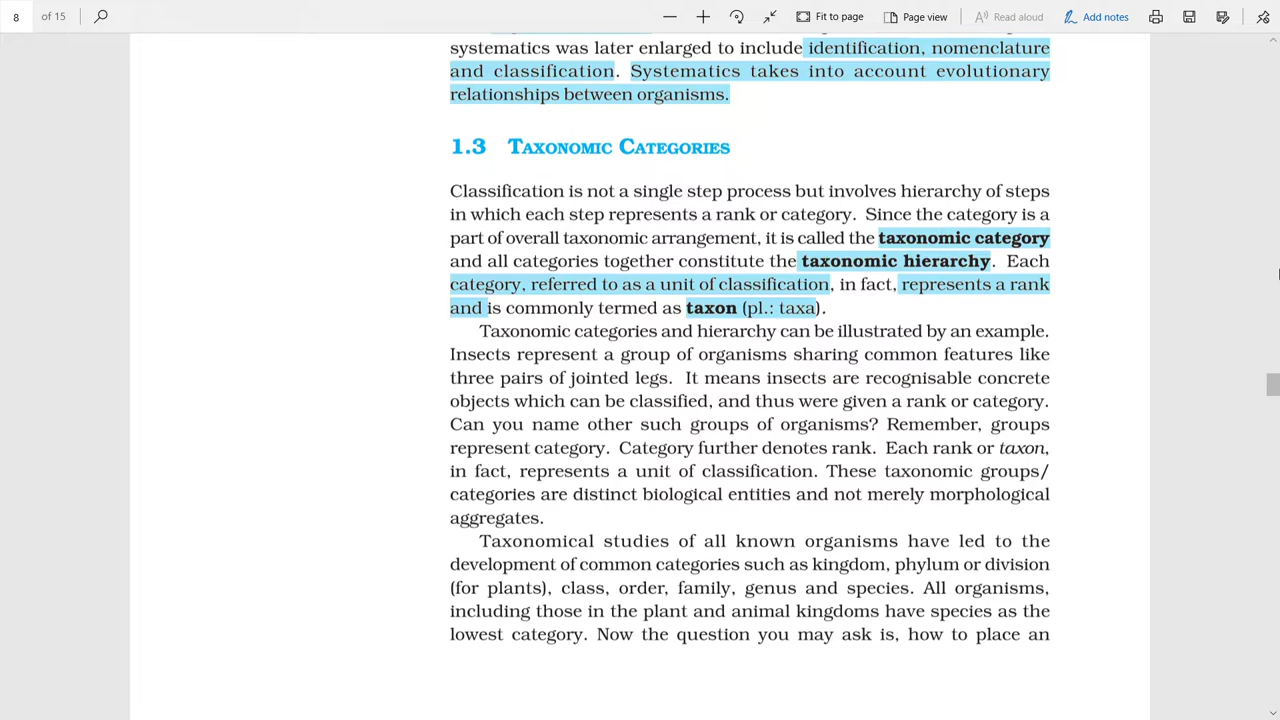 8 of 15 Fit to page Page view Read aloud Add notes
systematics was later enlarged to include identification, nomenclature
and classification. Systematics takes into account evolutionary
relationships between organisms.
1.3 TAXONOMIC CATEGORIES
Classification is not a single step process but involves hierarchy of steps
in which each step represents a rank or category. Since the category is a
part of overall taxonomic arrangement, it is called the taxonomic category
and all categories together constitute the taxonomic hierarchy. Each
category, referred to as a unit of classification, in fact, represents a rank
and is commonly termed as taxon (pl.: taxa).
Taxonomic categories and hierarchy can be illustrated by an example.
Insects represent a group of organisms sharing common features like
three pairs of jointed legs. It means insects are recognisable concrete
objects which can be classified, and thus were given a rank or category.
Can you name other such groups of organisms? Remember, groups
represent category. Category further denotes rank. Each rank or taxon,
in fact, represents a unit of classification. These taxonomic groups/
categories are distinct biological entities and not merely morphological
aggregates.
Taxonomical studies of all known organisms have led to the
development of common categories such as kingdom, phylum or division
(for plants), class, order, family, genus and species. All organisms,
including those in the plant and animal kingdoms have species as the
lowest category. Now the question you may ask is, how to place an